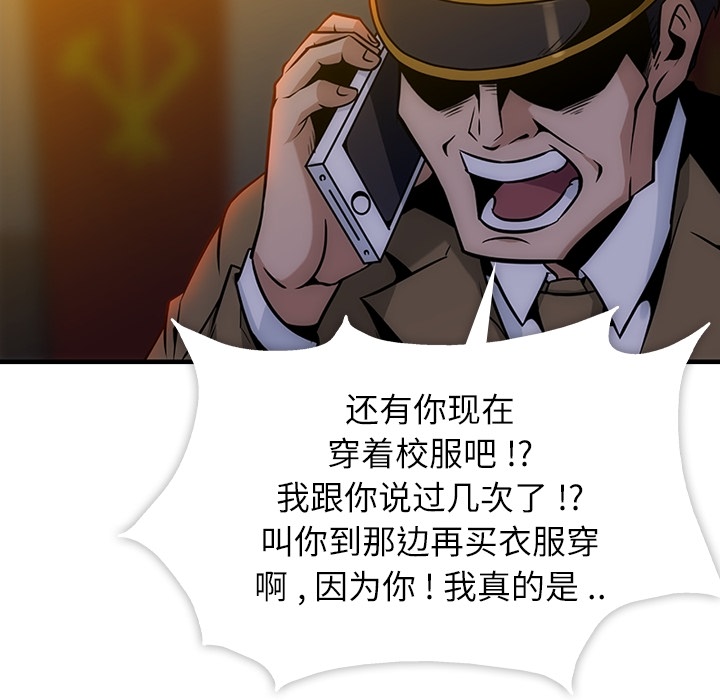 还有你现在
穿着校服吧 !?
我跟你说过几次了 !?
叫你到那边再买衣服穿
啊 , 因为你 ! 我真的是 ..